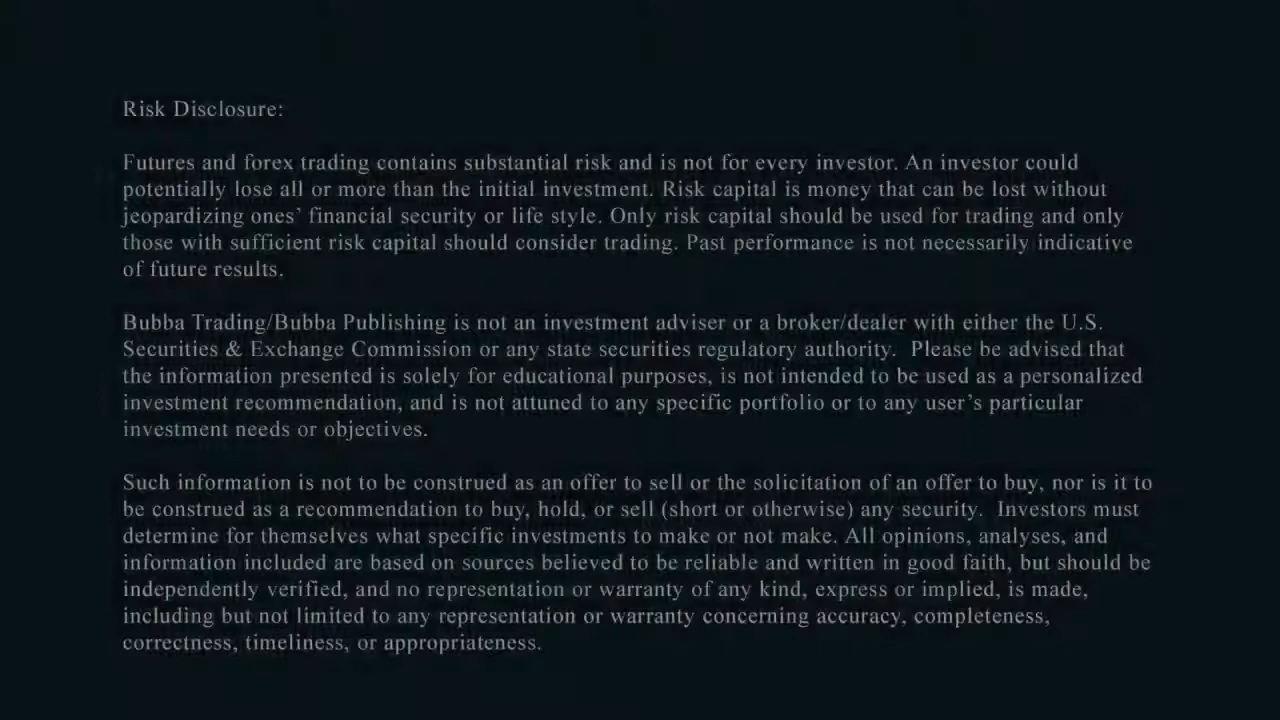 Risk Disclosure:
Futures and forex trading contains substantial risk and is not for every investor. An investor could
potentially lose all or more than the initial investment. Risk capital is money that can be lost without
jeopardizing ones’ financial security or life style. Only risk capital should be used for trading and only
those with sufficient risk capital should consider trading. Past performance is not necessarily indicative
of future results.
Bubba Trading/Bubba Publishing is not an investment adviser or a broker/dealer with either the U.S.
Securities & Exchange Commission or any state securities regulatory authority.  Please be advised that
the information presented is solely for educational purposes, is not intended to be used as a personalized
investment recommendation, and is not attuned to any specific portfolio or to any user’s particular
investment needs or objectives.
Such information is not to be construed as an offer to sell or the solicitation of an offer to buy, nor is it to
be construed as a recommendation to buy, hold, or sell (short or otherwise) any security.  Investors must
determine for themselves what specific investments to make or not make. All opinions, analyses, and
information included are based on sources believed to be reliable and written in good faith, but should be
independently verified, and no representation or warranty of any kind, express or implied, is made,
including but not limited to any representation or warranty concerning accuracy, completeness,
correctness, timeliness, or appropriateness.